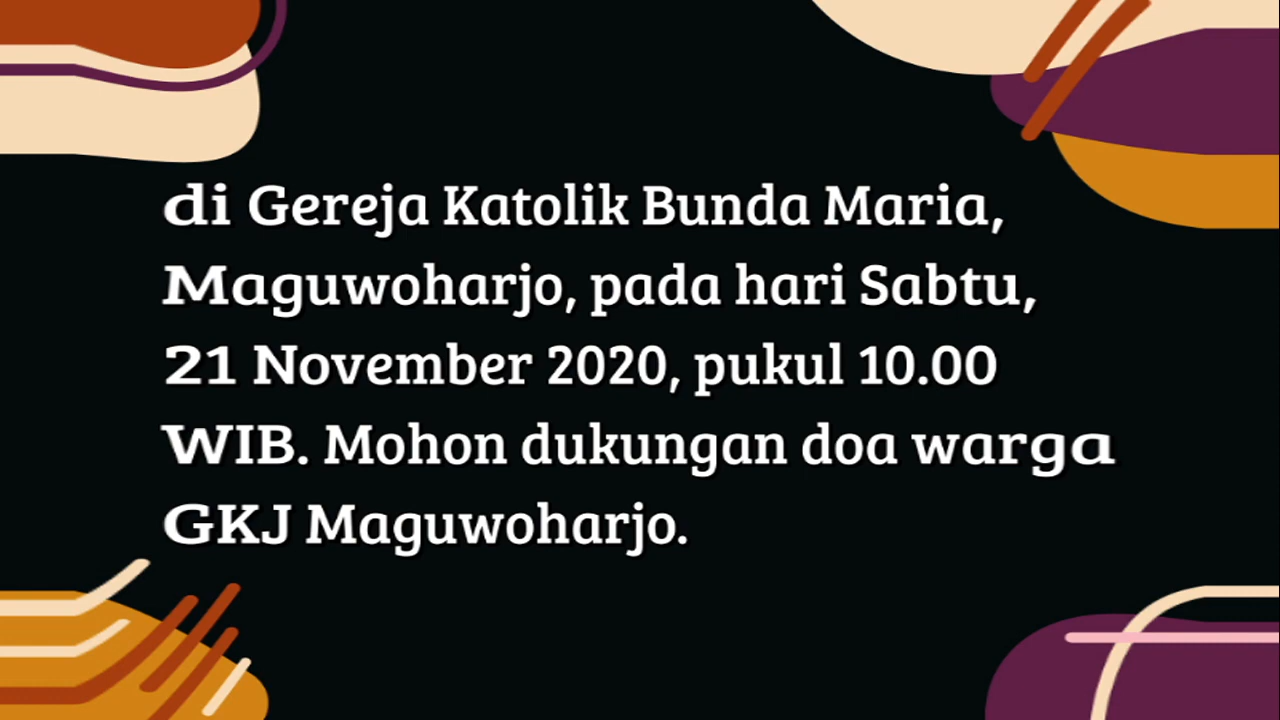 di Gereja Katolik Bunda Maria,
Maguwoharjo, pada hari Sabtu,
21 November 2020, pukul 10.00
WIB. Mohon dukungan doa warga
GKJ Maguwoharjo.